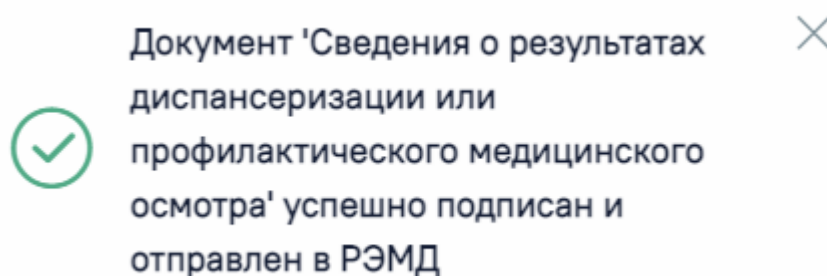 Документ 'Сведения о результатах
диспансеризации или
профилактического медицинского
осмотра' успешно подписан и
отправлен в РЭМД